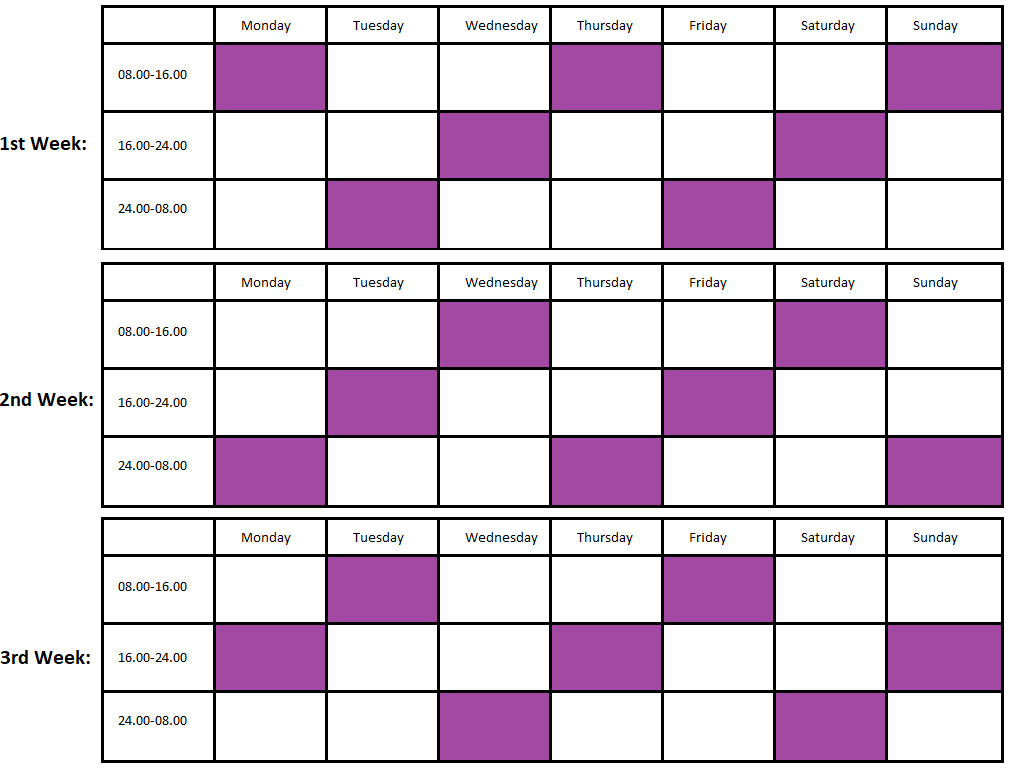 Monday Tuesday Wednesday Thursday Friday Saturday Sunday
08.00-16.00
1st Week: 16.00-24.00
24.00-08.00
Monday Tuesday Wednesday Thursday Friday Saturday Sunday
08.00-16.00
2nd Week: 16.00-24.00
24.00-08.00
Monday Tuesday Wednesday Thursday Friday Saturday Sunday
08.00-16.00
3rd Week: 16.00-24.00
24.00-08.00